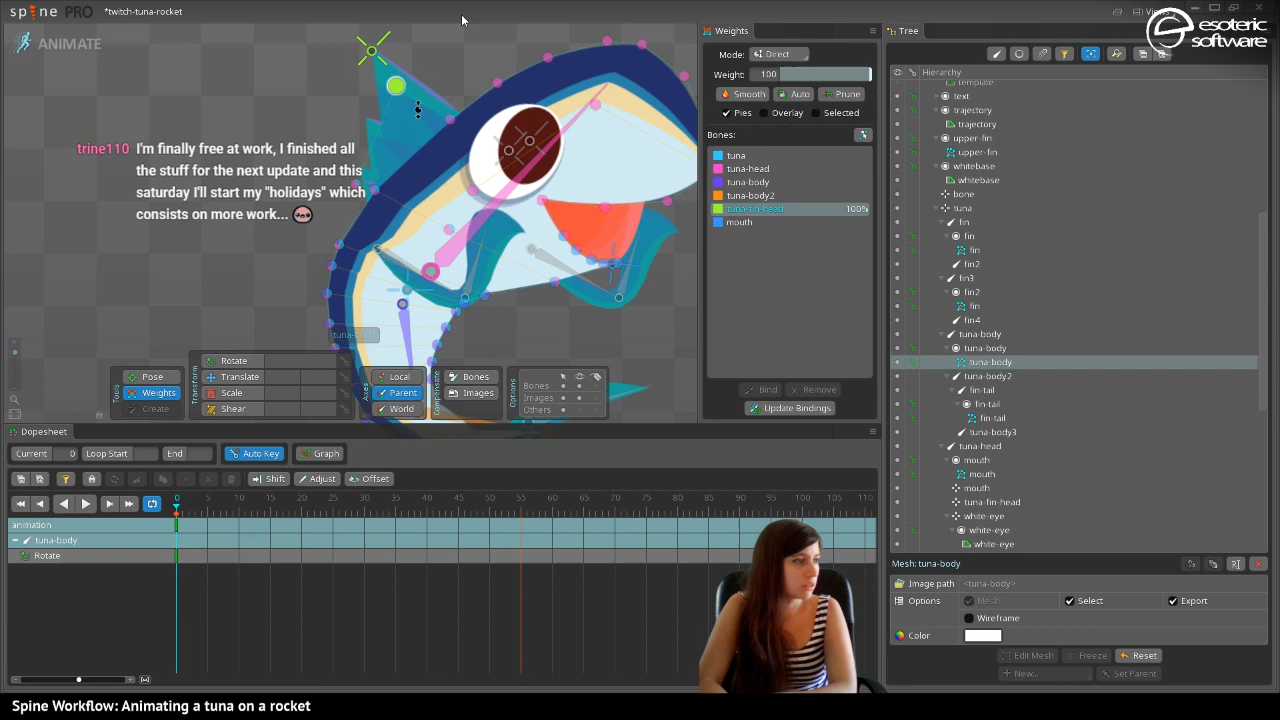 spine PRO
*twitch-tuna-rocket
View
esoteric
software
ANIMATE
trine110 I'm finally free at work, I finished all
the stuff for the next update and this
saturday I'll start my "holidays" which
consists on more work...
Weights
Mode: Direct
Weight: 100
Smooth Auto Prune
Pies Overlay Selected
Bones:
tuna
tuna-head
tuna-body
tuna-body2
tuna-fin-head 100%
mouth
Bind Remove
Update Bindings
Tree
Hierarchy
template
text
trajectory
trajectory
upper-fin
upper-fin
whitebase
whitebase
bone
tuna
fin
fin
fin
fin2
fin3
fin2
fin
fin4
tuna-body
tuna-body
tuna-body
tuna-body2
fin-tail
fin-tail
fin-tail
tuna-body3
tuna-head
mouth
mouth
mouth
tuna-fin-head
white-eye
white-eye
white-eye
Mesh: tuna-body
Image path <tuna-body>
Options Mesh Select Export
Wireframe
Color
Edit Mesh Freeze Reset
New... Set Parent
Tools
Pose
Weights
Create
Transform
Rotate
Translate
Scale
Shear
Axes
Local
Parent
World
Compensate
Bones
Images
Options
Bones
Images
Others
Dopesheet
Current 0 Loop Start End Auto Key Graph
Shift Adjust Offset
0 5 10 15 20 25 30 35 40 45 50 55 60 65 70 75 80 85 90 95 100 105 110
animation
tuna-body
Rotate
Spine Workflow: Animating a tuna on a rocket